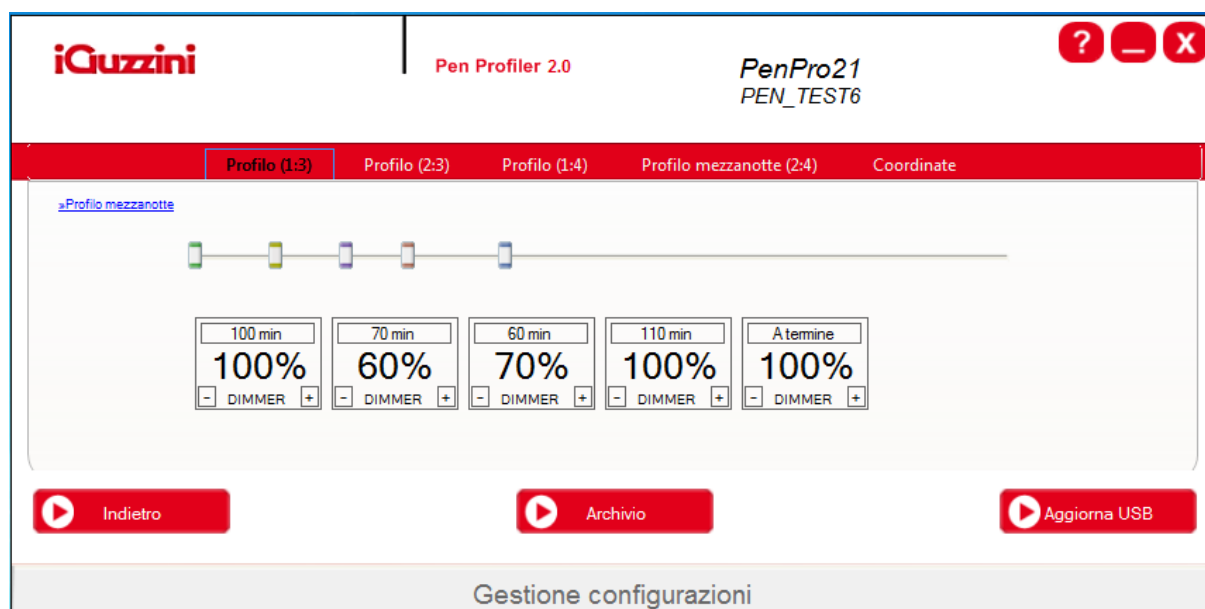 iGuzzini
Pen Profiler 2.0
PenPro21
PEN_TEST6
? _ X
Profilo (1:3) Profilo (2:3) Profilo (1:4) Profilo mezzanotte (2:4) Coordinate
»Profilo mezzanotte
100 min 70 min 60 min 110 min A termine
100% 60% 70% 100% 100%
- DIMMER + - DIMMER + - DIMMER + - DIMMER + - DIMMER +
Indietro Archivio Aggiorna USB
Gestione configurazioni